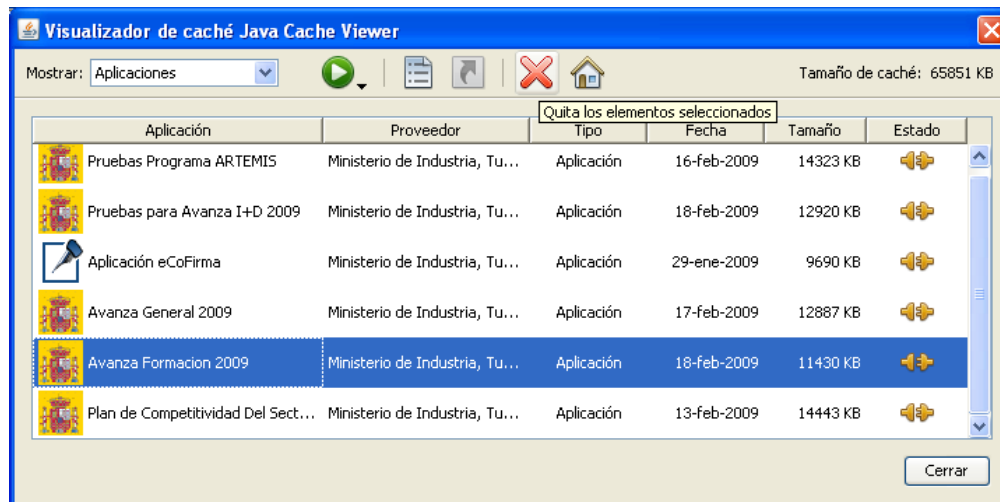 Visualizador de caché Java Cache Viewer
Mostrar: Aplicaciones Tamaño de caché: 65851 KB
Quita los elementos seleccionados
Aplicación Proveedor Tipo Fecha Tamaño Estado
Pruebas Programa ARTEMIS Ministerio de Industria, Tu... Aplicación 16-feb-2009 14323 KB
Pruebas para Avanza I+D 2009 Ministerio de Industria, Tu... Aplicación 18-feb-2009 12920 KB
Aplicación eCoFirma Ministerio de Industria, Tu... Aplicación 29-ene-2009 9690 KB
Avanza General 2009 Ministerio de Industria, Tu... Aplicación 17-feb-2009 12887 KB
Avanza Formacion 2009 Ministerio de Industria, Tu... Aplicación 18-feb-2009 11430 KB
Plan de Competitividad Del Sect... Ministerio de Industria, Tu... Aplicación 13-feb-2009 14443 KB
Cerrar